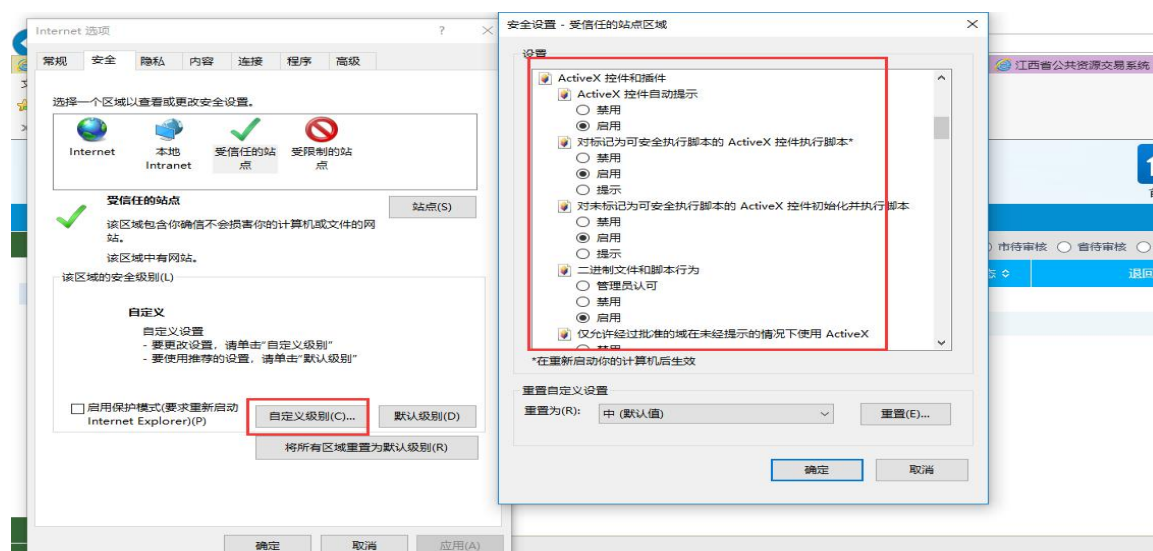 Internet 选项
?
常规 安全 隐私 内容 连接 程序 高级
选择一个区域以查看或更改安全设置。
Internet
本地
Intranet
受信任的站
点
受限制的站
点
受信任的站点
站点(S)
该区域包含你确信不会损害你的计算机或文件的网
站。
该区域中有网站。
该区域的安全级别(L)
自定义
自定义设置
- 要更改设置，请单击"自定义级别"
- 要使用推荐的设置，请单击"默认级别"
启用保护模式(要求重新启动
Internet Explorer)(P)
自定义级别(C)...
默认级别(D)
将所有区域重置为默认级别(R)
确定 取消 应用(A)
安全设置 - 受信任的站点区域
设置
ActiveX 控件和插件
ActiveX 控件自动提示
禁用
启用
对标记为可安全执行脚本的 ActiveX 控件执行脚本*
禁用
启用
提示
对未标记为可安全执行脚本的 ActiveX 控件初始化并执行脚本
禁用
启用
提示
二进制文件和脚本行为
管理员认可
禁用
启用
仅允许经过批准的域在未经提示的情况下使用 ActiveX
禁用
*在重新启动你的计算机后生效
重置自定义设置
重置为(R):
中 (默认值)
重置(E)...
确定 取消
江西省公共资源交易系统
市待审核 省待审核
态
退回